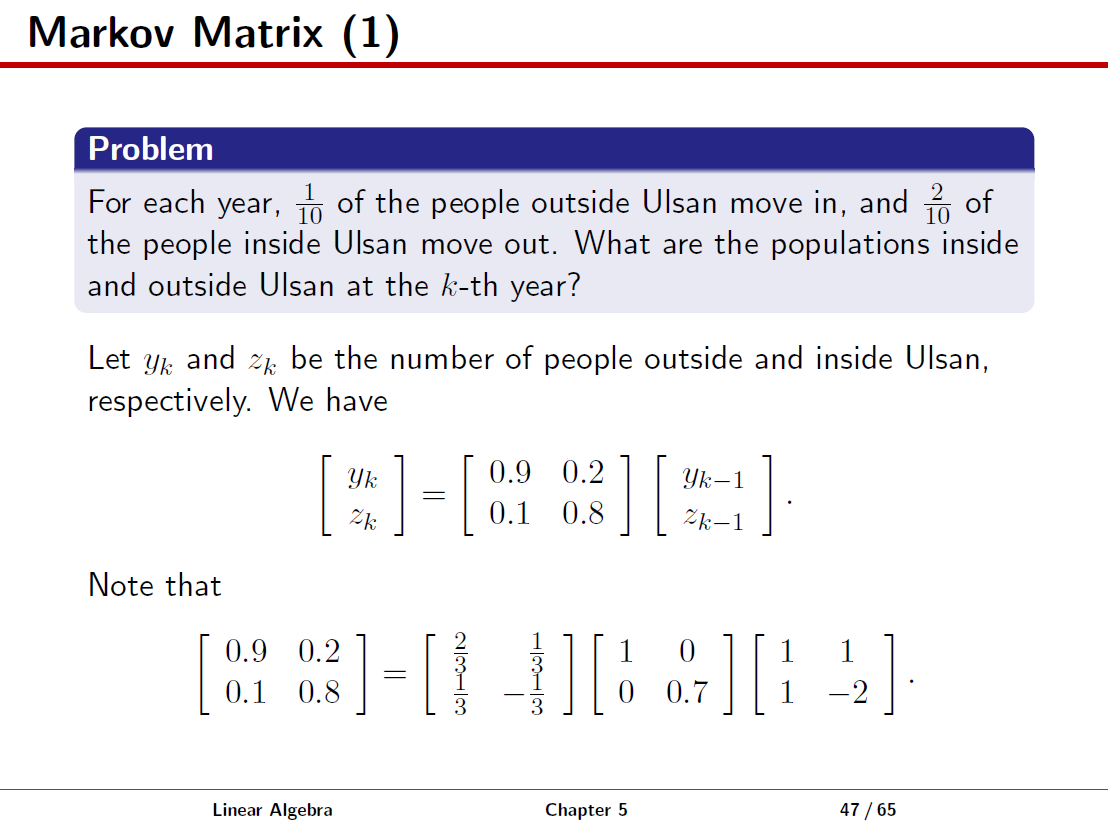 Markov Matrix (1)
Problem
For each year, 1/10 of the people outside Ulsan move in, and 2/10 of
the people inside Ulsan move out. What are the populations inside
and outside Ulsan at the k-th year?
Let y_k and z_k be the number of people outside and inside Ulsan,
respectively. We have
[ y_k ; z_k ] = [ 0.9 0.2 ; 0.1 0.8 ] [ y_{k−1} ; z_{k−1} ] .
Note that
[ 0.9 0.2 ; 0.1 0.8 ] = [ 2/3 1/3 ; 1/3 −1/3 ] [ 1 0 ; 0 0.7 ] [ 1 1 ; 1 −2 ] .
Linear Algebra Chapter 5 47 / 65